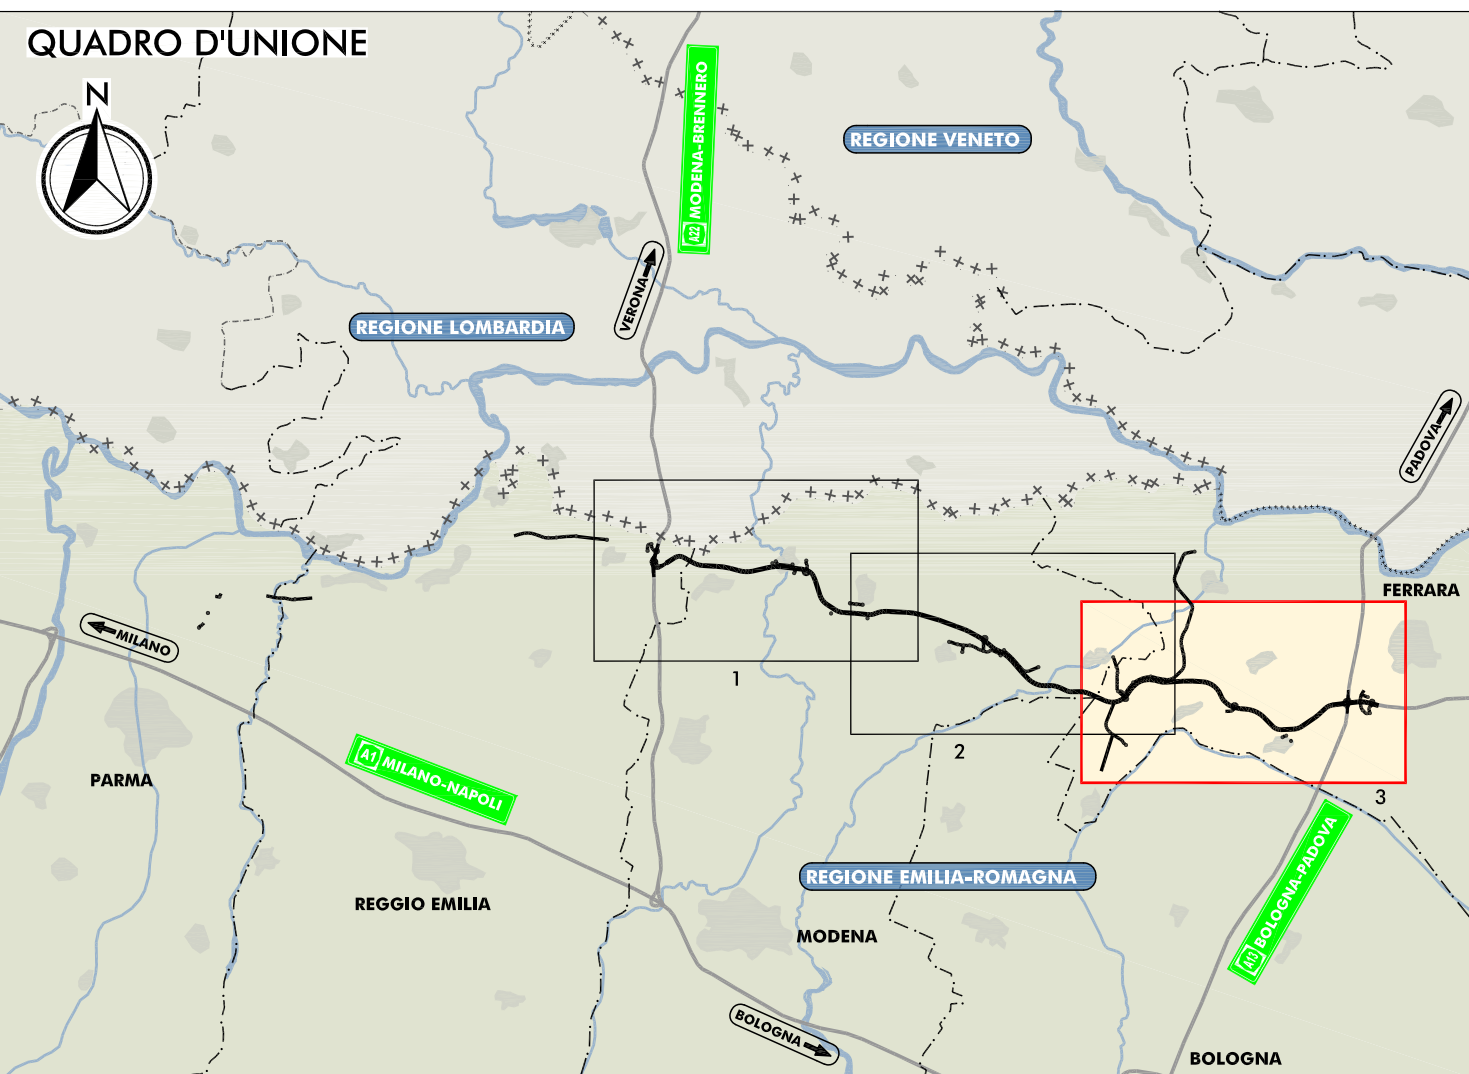 QUADRO D'UNIONE
N
A22 MODENA-BRENNERO
REGIONE VENETO
VERONA
REGIONE LOMBARDIA
PADOVA
FERRARA
MILANO
1
2
3
PARMA
A1 MILANO-NAPOLI
A13 BOLOGNA-PADOVA
REGIONE EMILIA-ROMAGNA
REGGIO EMILIA
MODENA
BOLOGNA
BOLOGNA